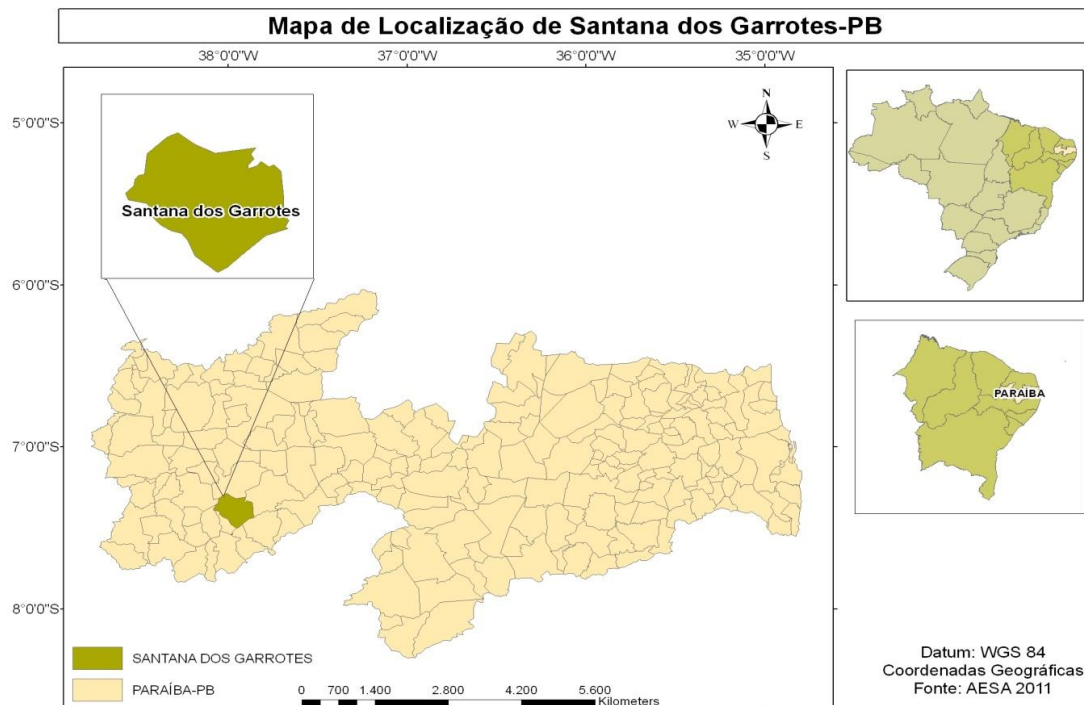 Mapa de Localização de Santana dos Garrotes-PB
38°0'0"W 37°0'0"W 36°0'0"W 35°0'0"W
5°0'0"S
6°0'0"S
7°0'0"S
8°0'0"S
N
W E
S
Santana dos Garrotes
PARAÍBA
SANTANA DOS GARROTES
PARAÍBA-PB
0 700 1.400 2.800 4.200 5.600
Kilometers
Datum: WGS 84
Coordenadas Geográficas
Fonte: AESA 2011